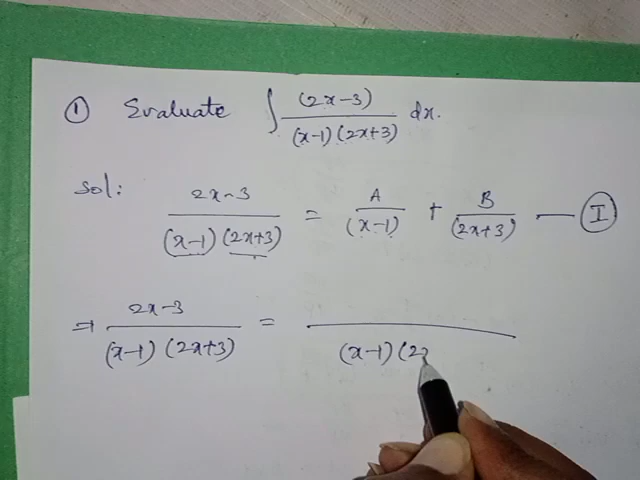 ① Evaluate ∫ (2x-3)/(x-1)(2x+3) dx.
Sol: 2x-3/(x-1)(2x+3) = A/(x-1) + B/(2x+3) — Ⓘ
⇒ 2x-3/(x-1)(2x+3) = /(x-1)(2x